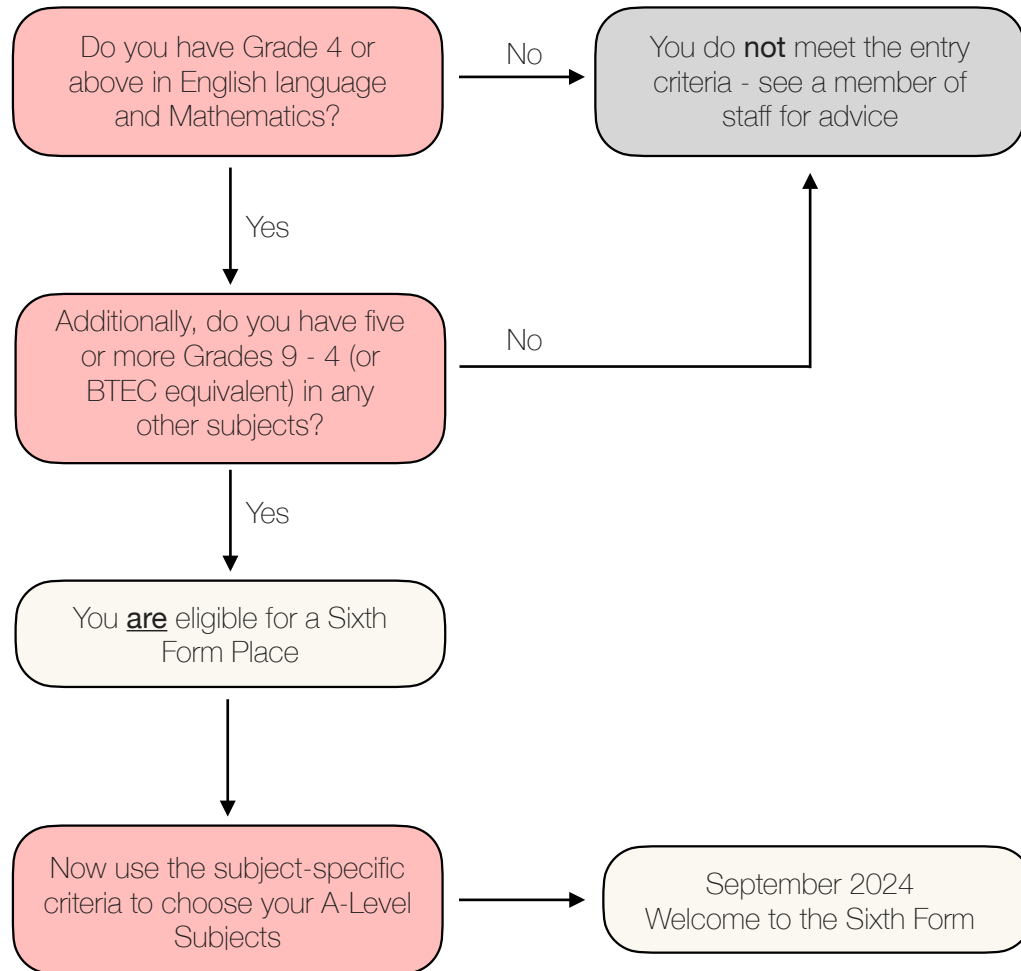 Do you have Grade 4 or
above in English language
and Mathematics?
No
You do not meet the entry
criteria - see a member of
staff for advice
Yes
Additionally, do you have five
or more Grades 9 - 4 (or
BTEC equivalent) in any
other subjects?
No
Yes
You are eligible for a Sixth
Form Place
Now use the subject-specific
criteria to choose your A-Level
Subjects
September 2024
Welcome to the Sixth Form